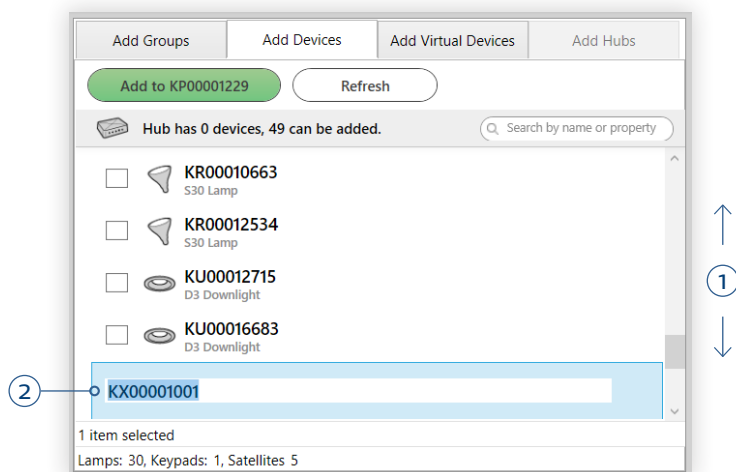 Add Groups Add Devices Add Virtual Devices Add Hubs
Add to KP00001229 Refresh
Hub has 0 devices, 49 can be added. Search by name or property
KR00010663
S30 Lamp
KR00012534
S30 Lamp
KU00012715
D3 Downlight
KU00016683
D3 Downlight
1
2 KX00001001
1 item selected
Lamps: 30, Keypads: 1, Satellites 5